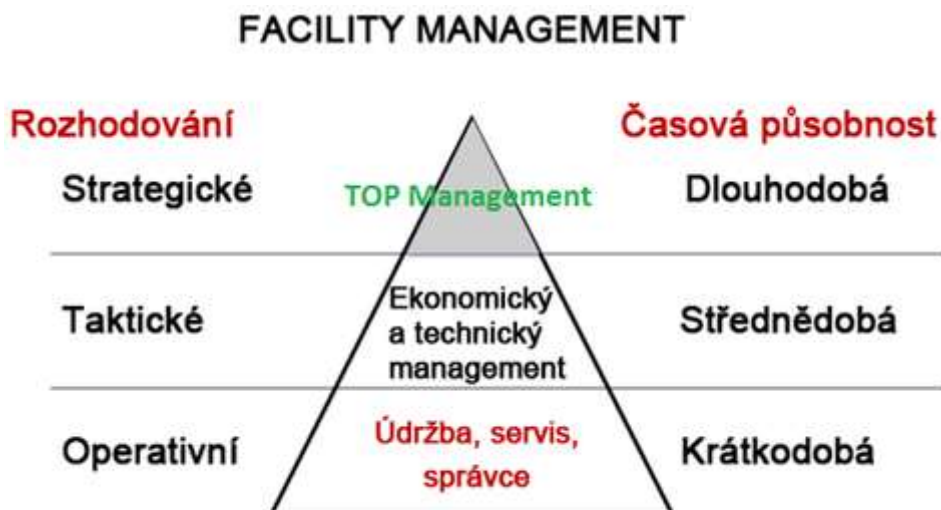 FACILITY MANAGEMENT
Rozhodování
Časová působnost
Strategické
TOP Management
Dlouhodobá
Taktické
Ekonomický
a technický
management
Střednědobá
Operativní
Údržba, servis,
správce
Krátkodobá